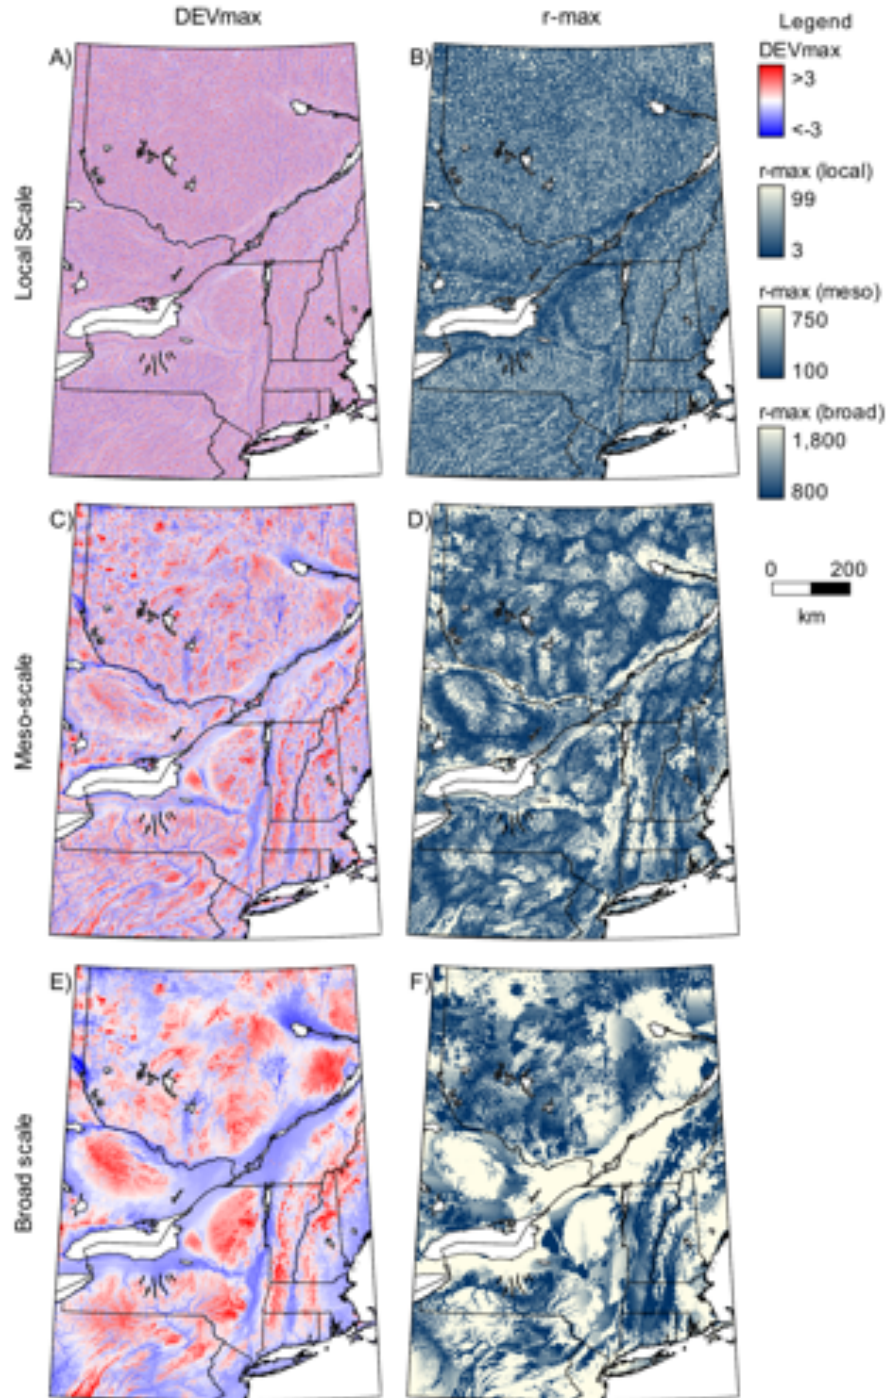 DEVmax
r-max
Legend
DEVmax
>3
<-3
r-max (local)
99
3
r-max (meso)
750
100
r-max (broad)
1,800
800
0 200
km
Local Scale
A)
B)
Meso-scale
C)
D)
Broad scale
E)
F)